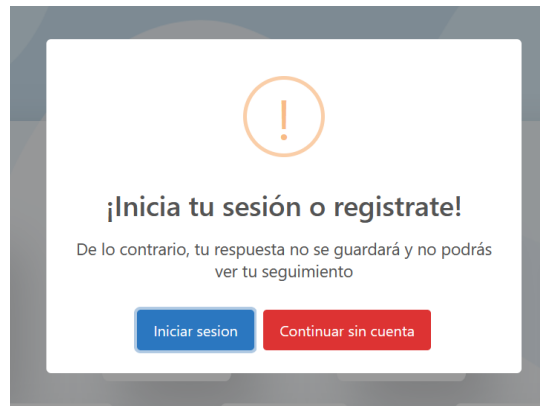 !
¡Inicia tu sesión o registrate!
De lo contrario, tu respuesta no se guardará y no podrás
ver tu seguimiento
Iniciar sesion Continuar sin cuenta